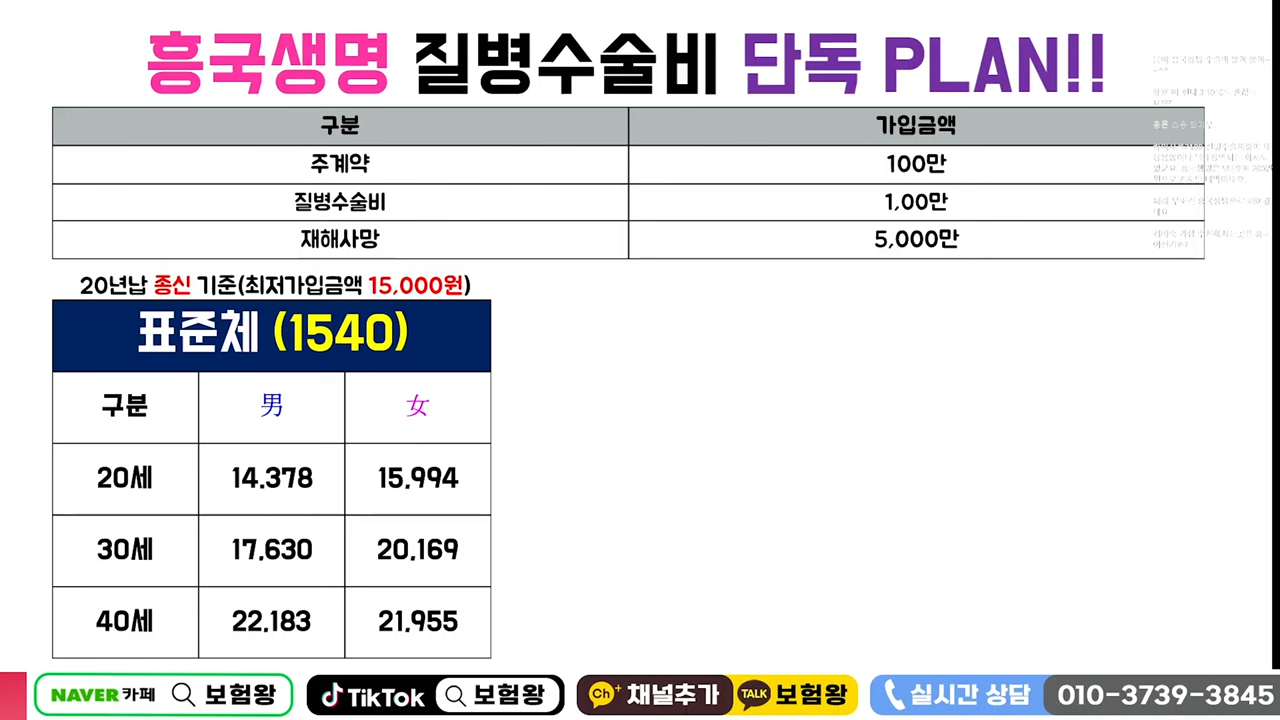 흥국생명 질병수술비 단독 PLAN!!
구분 가입금액
주계약 100만
질병수술비 1,00만
재해사망 5,000만
20년납 종신 기준(최저가입금액 15,000원)
표준체 (1540)
구분 男 女
20세 14,378 15,994
30세 17,630 20,169
40세 22,183 21,955
NAVER 카페 보험왕 TikTok 보험왕 Ch+ 채널추가 TALK 보험왕 실시간 상담 010-3739-3845